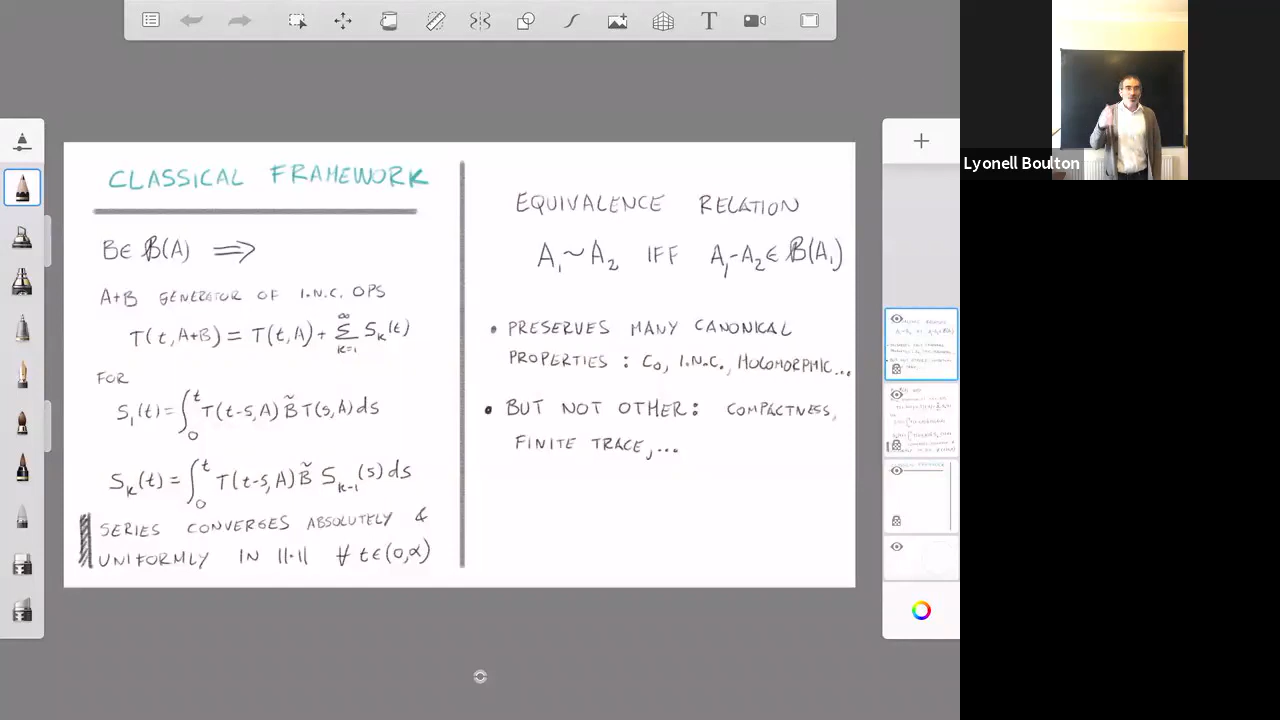 CLASSICAL FRAMEWORK
B∈ 𝓑(A) ⟹
A+B GENERATOR OF I.N.C. OPS
T(t, A+B) = T(t, A) + ∑_{k=1}^{∞} S_k(t)
FOR
S_1(t) = ∫_0^t T(t-s, A) B̃ T(s, A) ds
S_k(t) = ∫_0^t T(t-s, A) B̃ S_{k-1}(s) ds
SERIES CONVERGES ABSOLUTELY &
UNIFORMLY IN ||·|| ∀ t∈(0,α)
EQUIVALENCE RELATION
A_1 ~ A_2 IFF A_1-A_2 ∈ 𝓑(A_1)
• PRESERVES MANY CANONICAL
PROPERTIES : C_0, I.N.C., HOLOMORPHIC...
• BUT NOT OTHER: COMPACTNESS,
FINITE TRACE,...
Lyonell Boulton